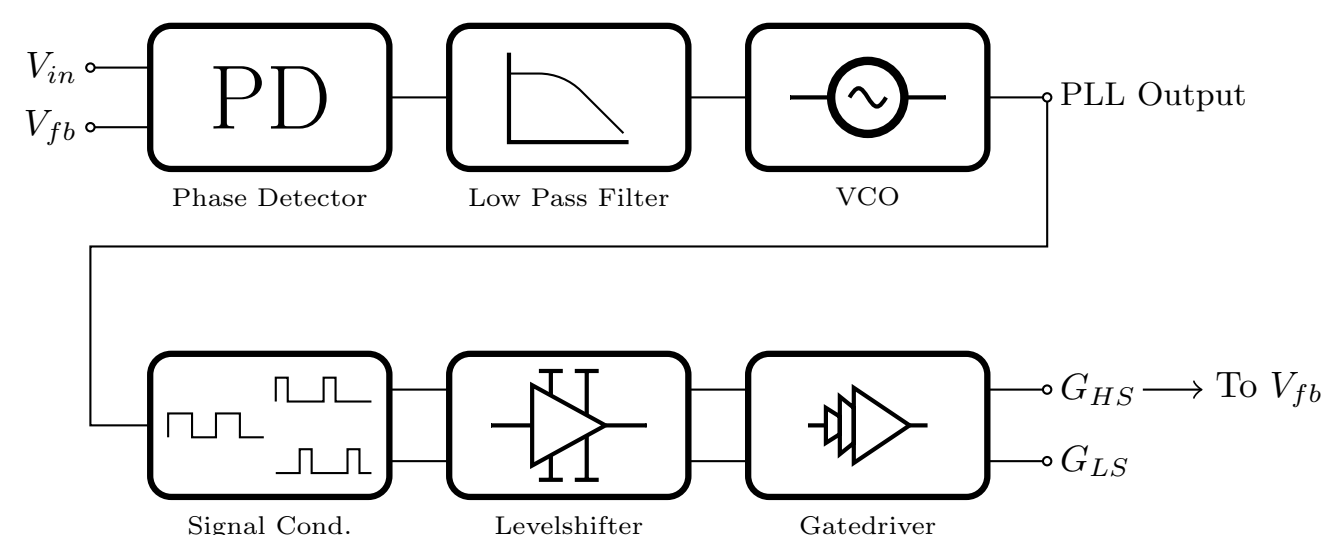 V_in
V_fb
PD
PLL Output
Phase Detector
Low Pass Filter
VCO
G_HS
To V_fb
G_LS
Signal Cond.
Levelshifter
Gatedriver